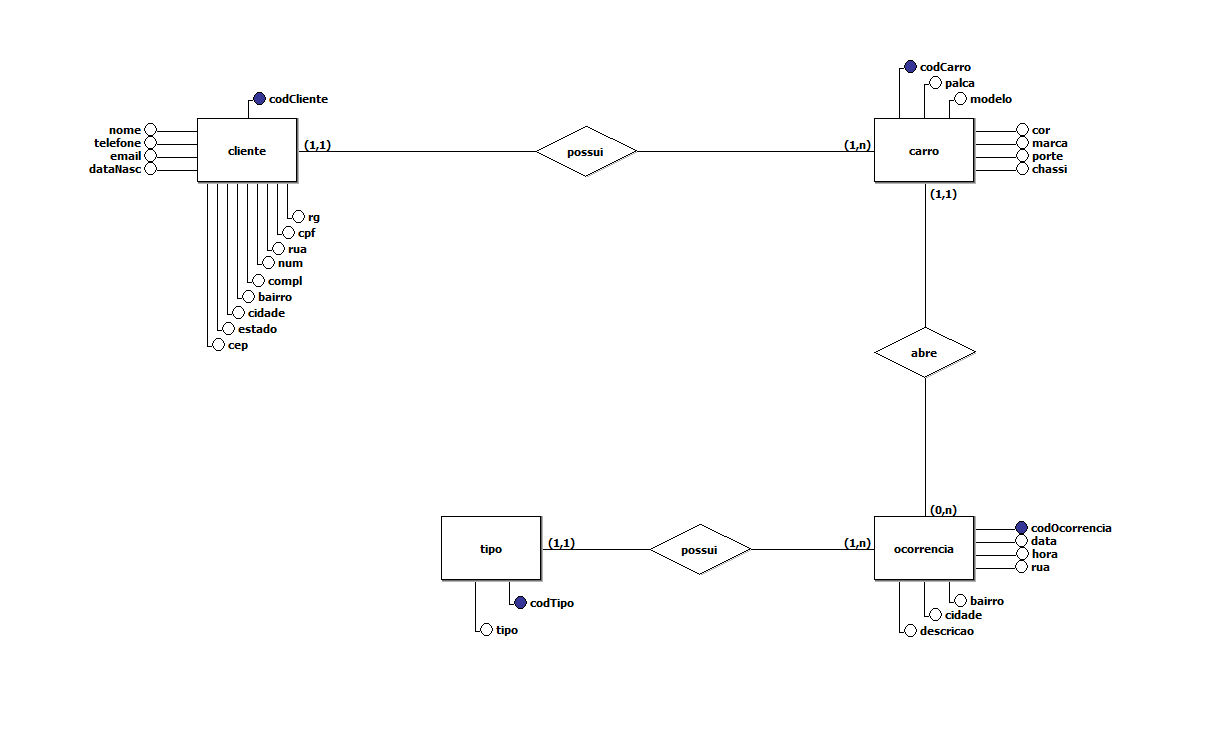 codCarro
palca
modelo
codCliente
nome
telefone
email
dataNasc
cliente
(1,1)
possui
(1,n)
carro
cor
marca
porte
chassi
(1,1)
rg
cpf
rua
num
compl
bairro
cidade
estado
cep
abre
(0,n)
tipo
(1,1)
possui
(1,n)
ocorrencia
codOcorrencia
data
hora
rua
codTipo
tipo
bairro
cidade
descricao